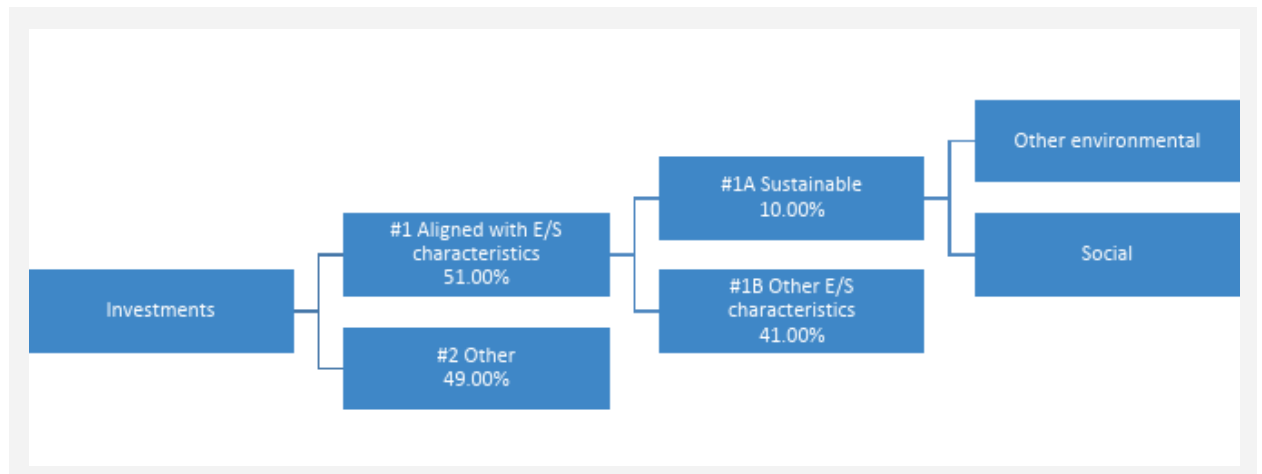 Investments
#1 Aligned with E/S
characteristics
51.00%
#2 Other
49.00%
#1A Sustainable
10.00%
#1B Other E/S
characteristics
41.00%
Other environmental
Social